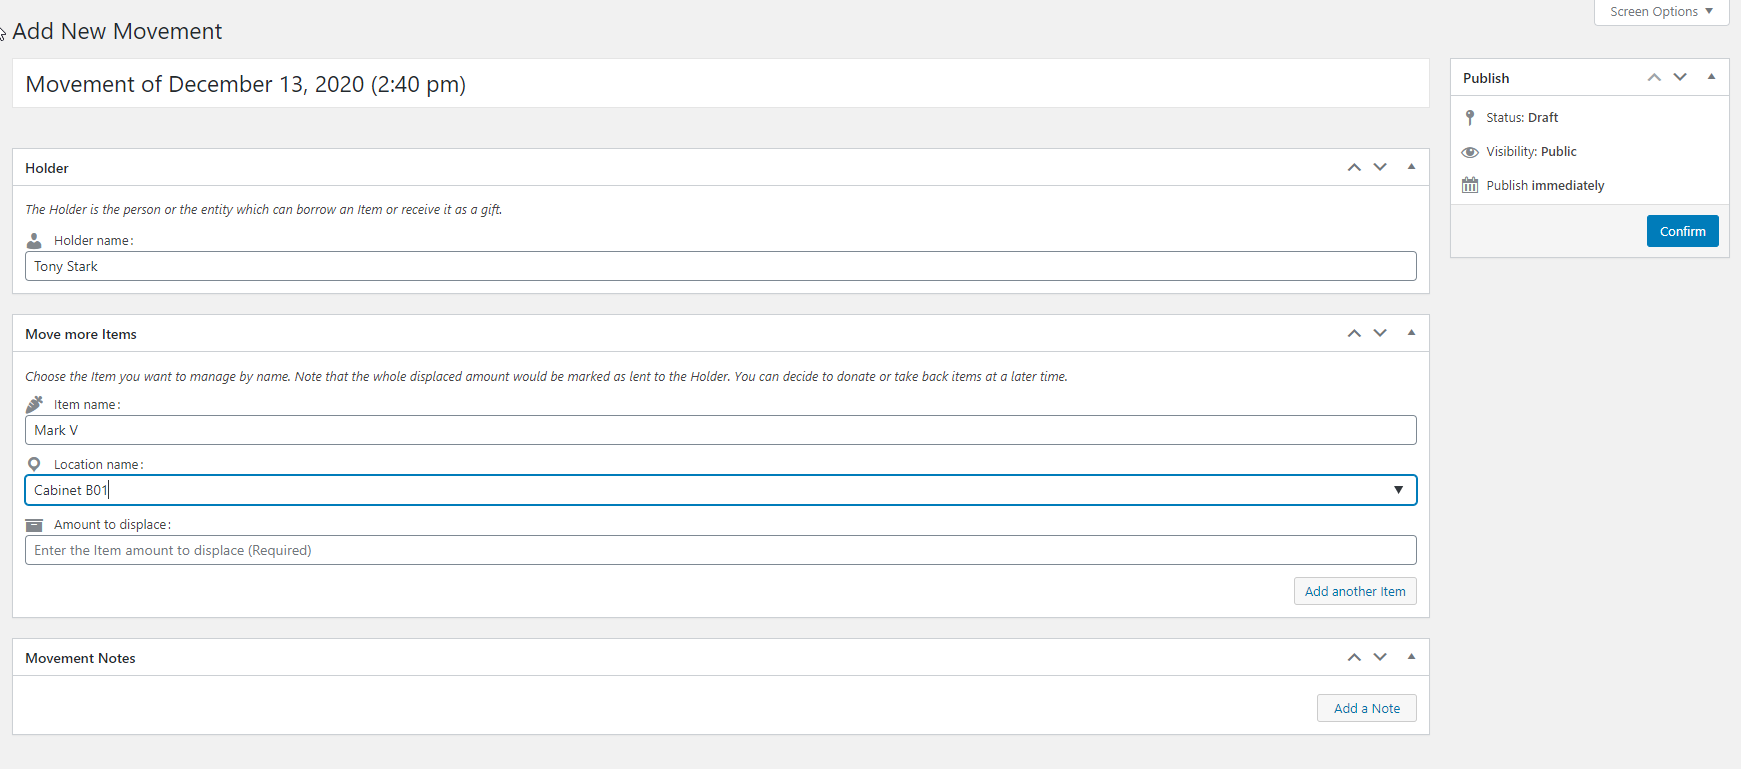 Screen Options
Add New Movement
Movement of December 13, 2020 (2:40 pm)
Holder
The Holder is the person or the entity which can borrow an Item or receive it as a gift.
Holder name:
Tony Stark
Move more Items
Choose the Item you want to manage by name. Note that the whole displaced amount would be marked as lent to the Holder. You can decide to donate or take back items at a later time.
Item name:
Mark V
Location name:
Cabinet B01
Amount to displace:
Enter the Item amount to displace (Required)
Add another Item
Movement Notes
Add a Note
Publish
Status: Draft
Visibility: Public
Publish immediately
Confirm